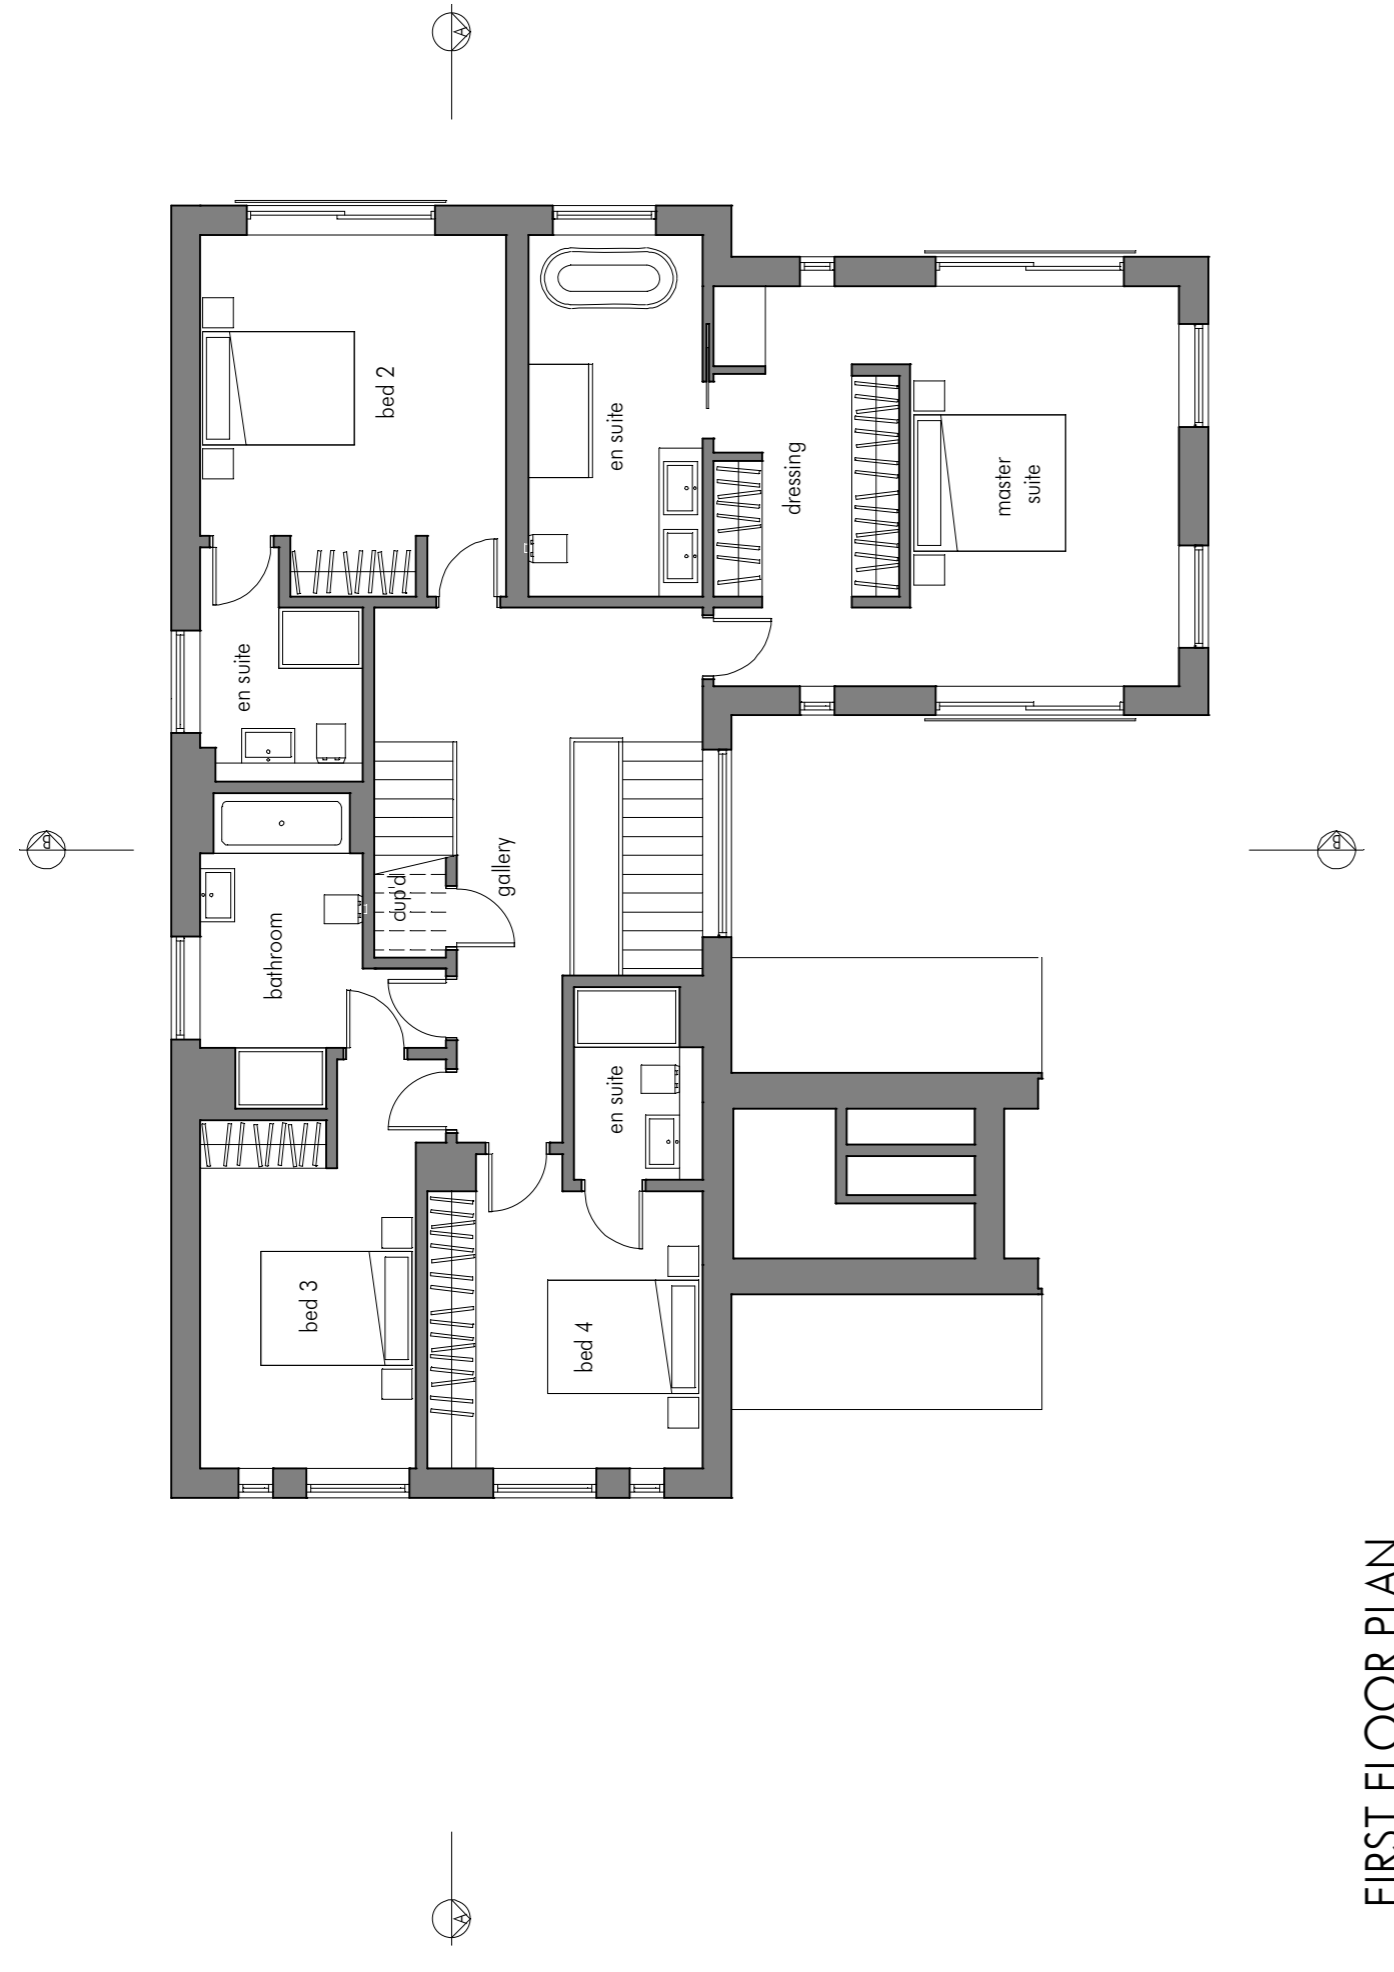 A
bed 2
en suite
dressing
master
suite
en suite
B
B
cup'd
gallery
bathroom
en suite
bed 3
bed 4
A
FIRST FLOOR PLAN